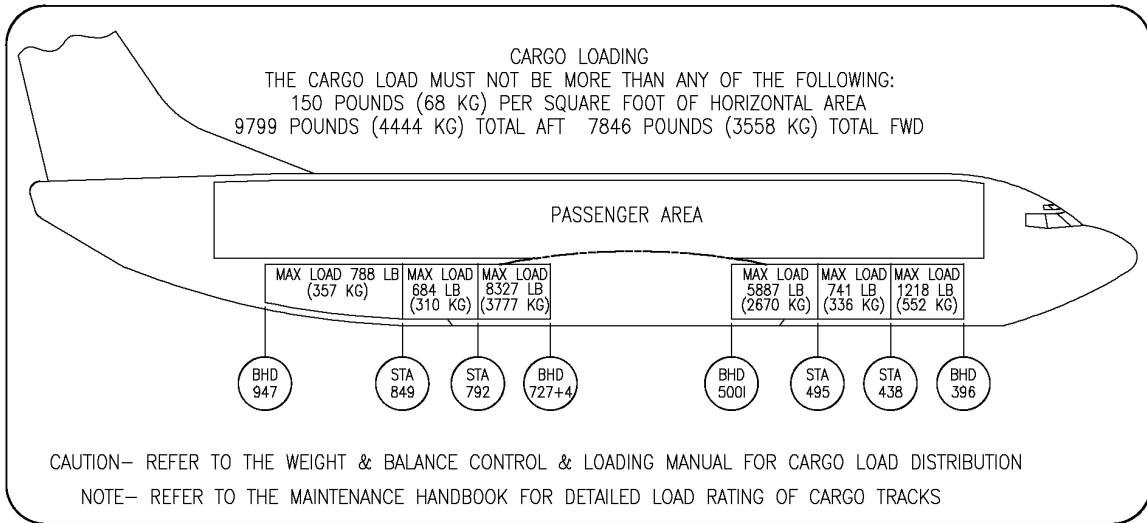 CARGO LOADING
THE CARGO LOAD MUST NOT BE MORE THAN ANY OF THE FOLLOWING:
150 POUNDS (68 KG) PER SQUARE FOOT OF HORIZONTAL AREA
9799 POUNDS (4444 KG) TOTAL AFT 7846 POUNDS (3558 KG) TOTAL FWD
PASSENGER AREA
MAX LOAD 788 LB
(357 KG)
MAX LOAD
684 LB
(310 KG)
MAX LOAD
8327 LB
(3777 KG)
MAX LOAD
5887 LB
(2670 KG)
MAX LOAD
741 LB
(336 KG)
MAX LOAD
1218 LB
(552 KG)
BHD
947
STA
849
STA
792
BHD
727+4
BHD
500I
STA
495
STA
438
BHD
396
CAUTION– REFER TO THE WEIGHT & BALANCE CONTROL & LOADING MANUAL FOR CARGO LOAD DISTRIBUTION
NOTE– REFER TO THE MAINTENANCE HANDBOOK FOR DETAILED LOAD RATING OF CARGO TRACKS